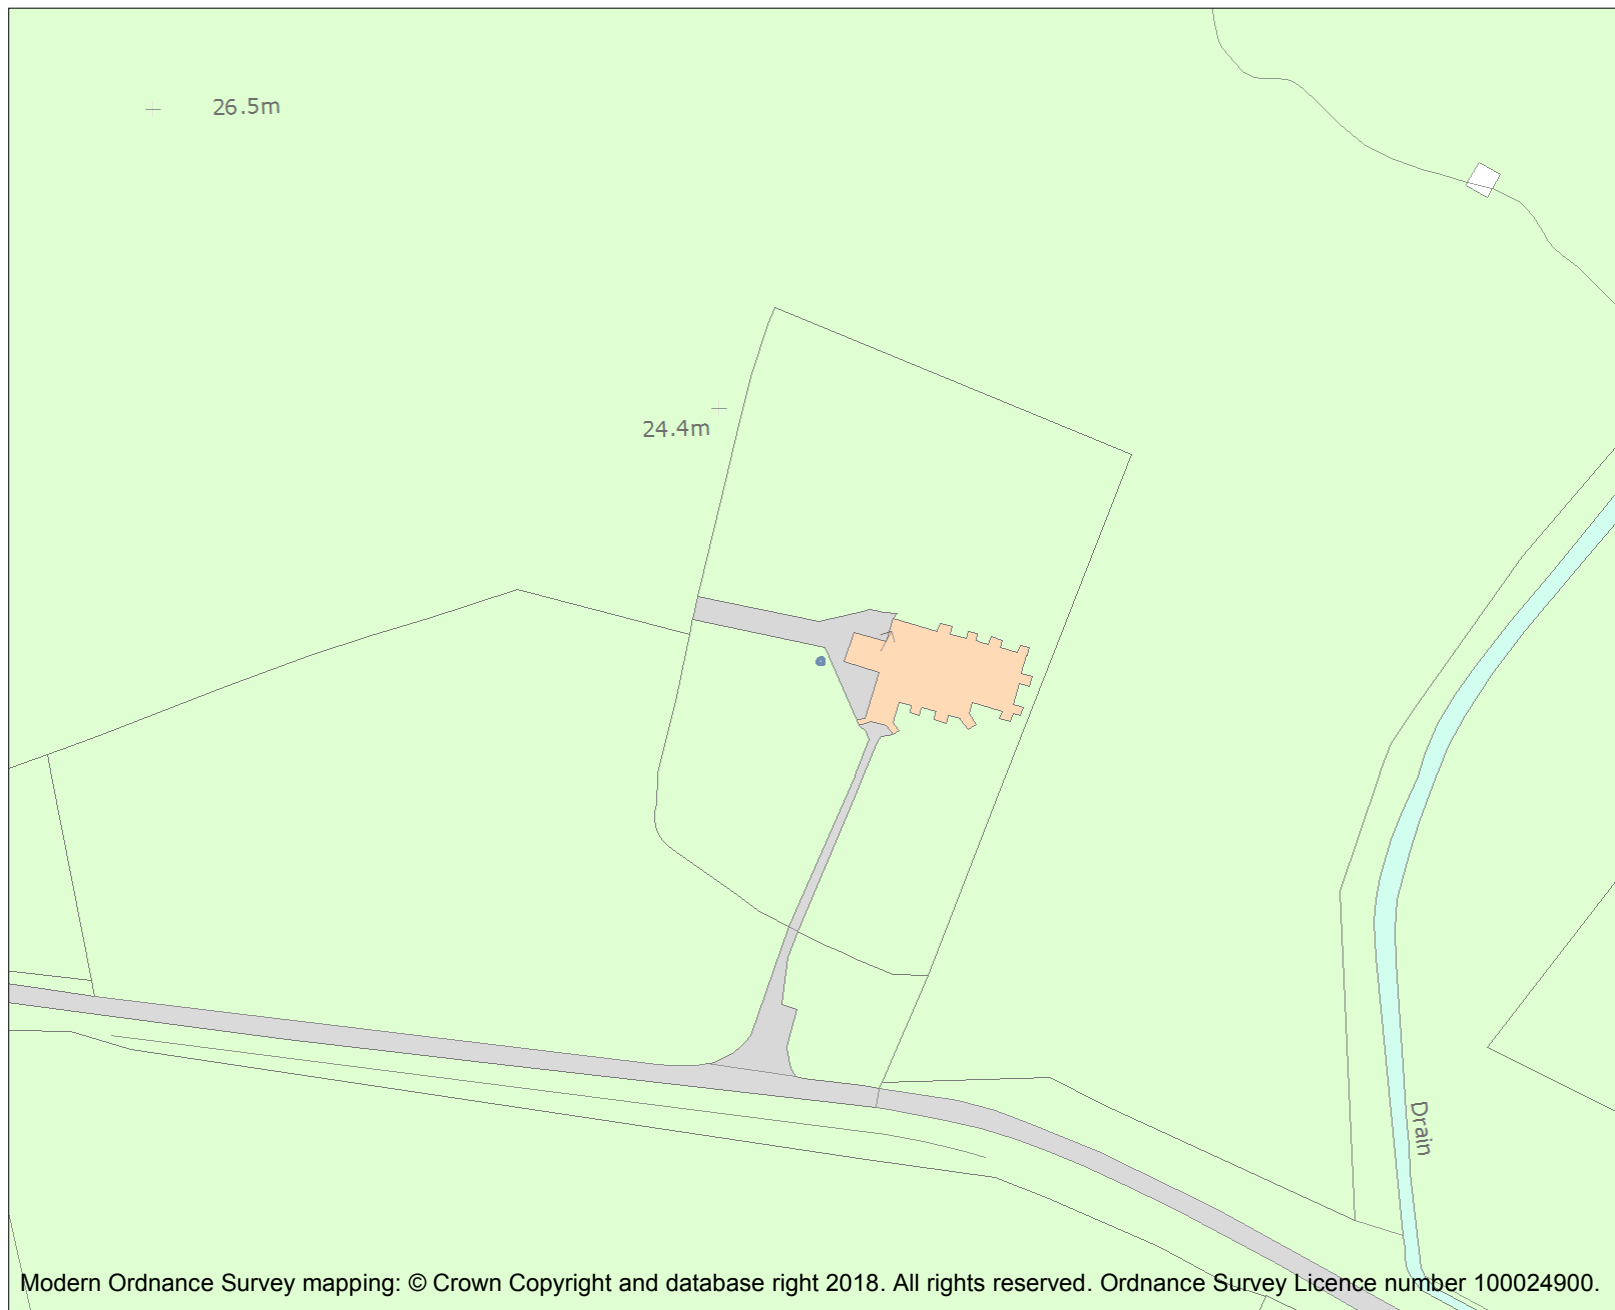 26.5m
24.4m
Drain
Modern Ordnance Survey mapping: © Crown Copyright and database right 2018. All rights reserved. Ordnance Survey Licence number 100024900.